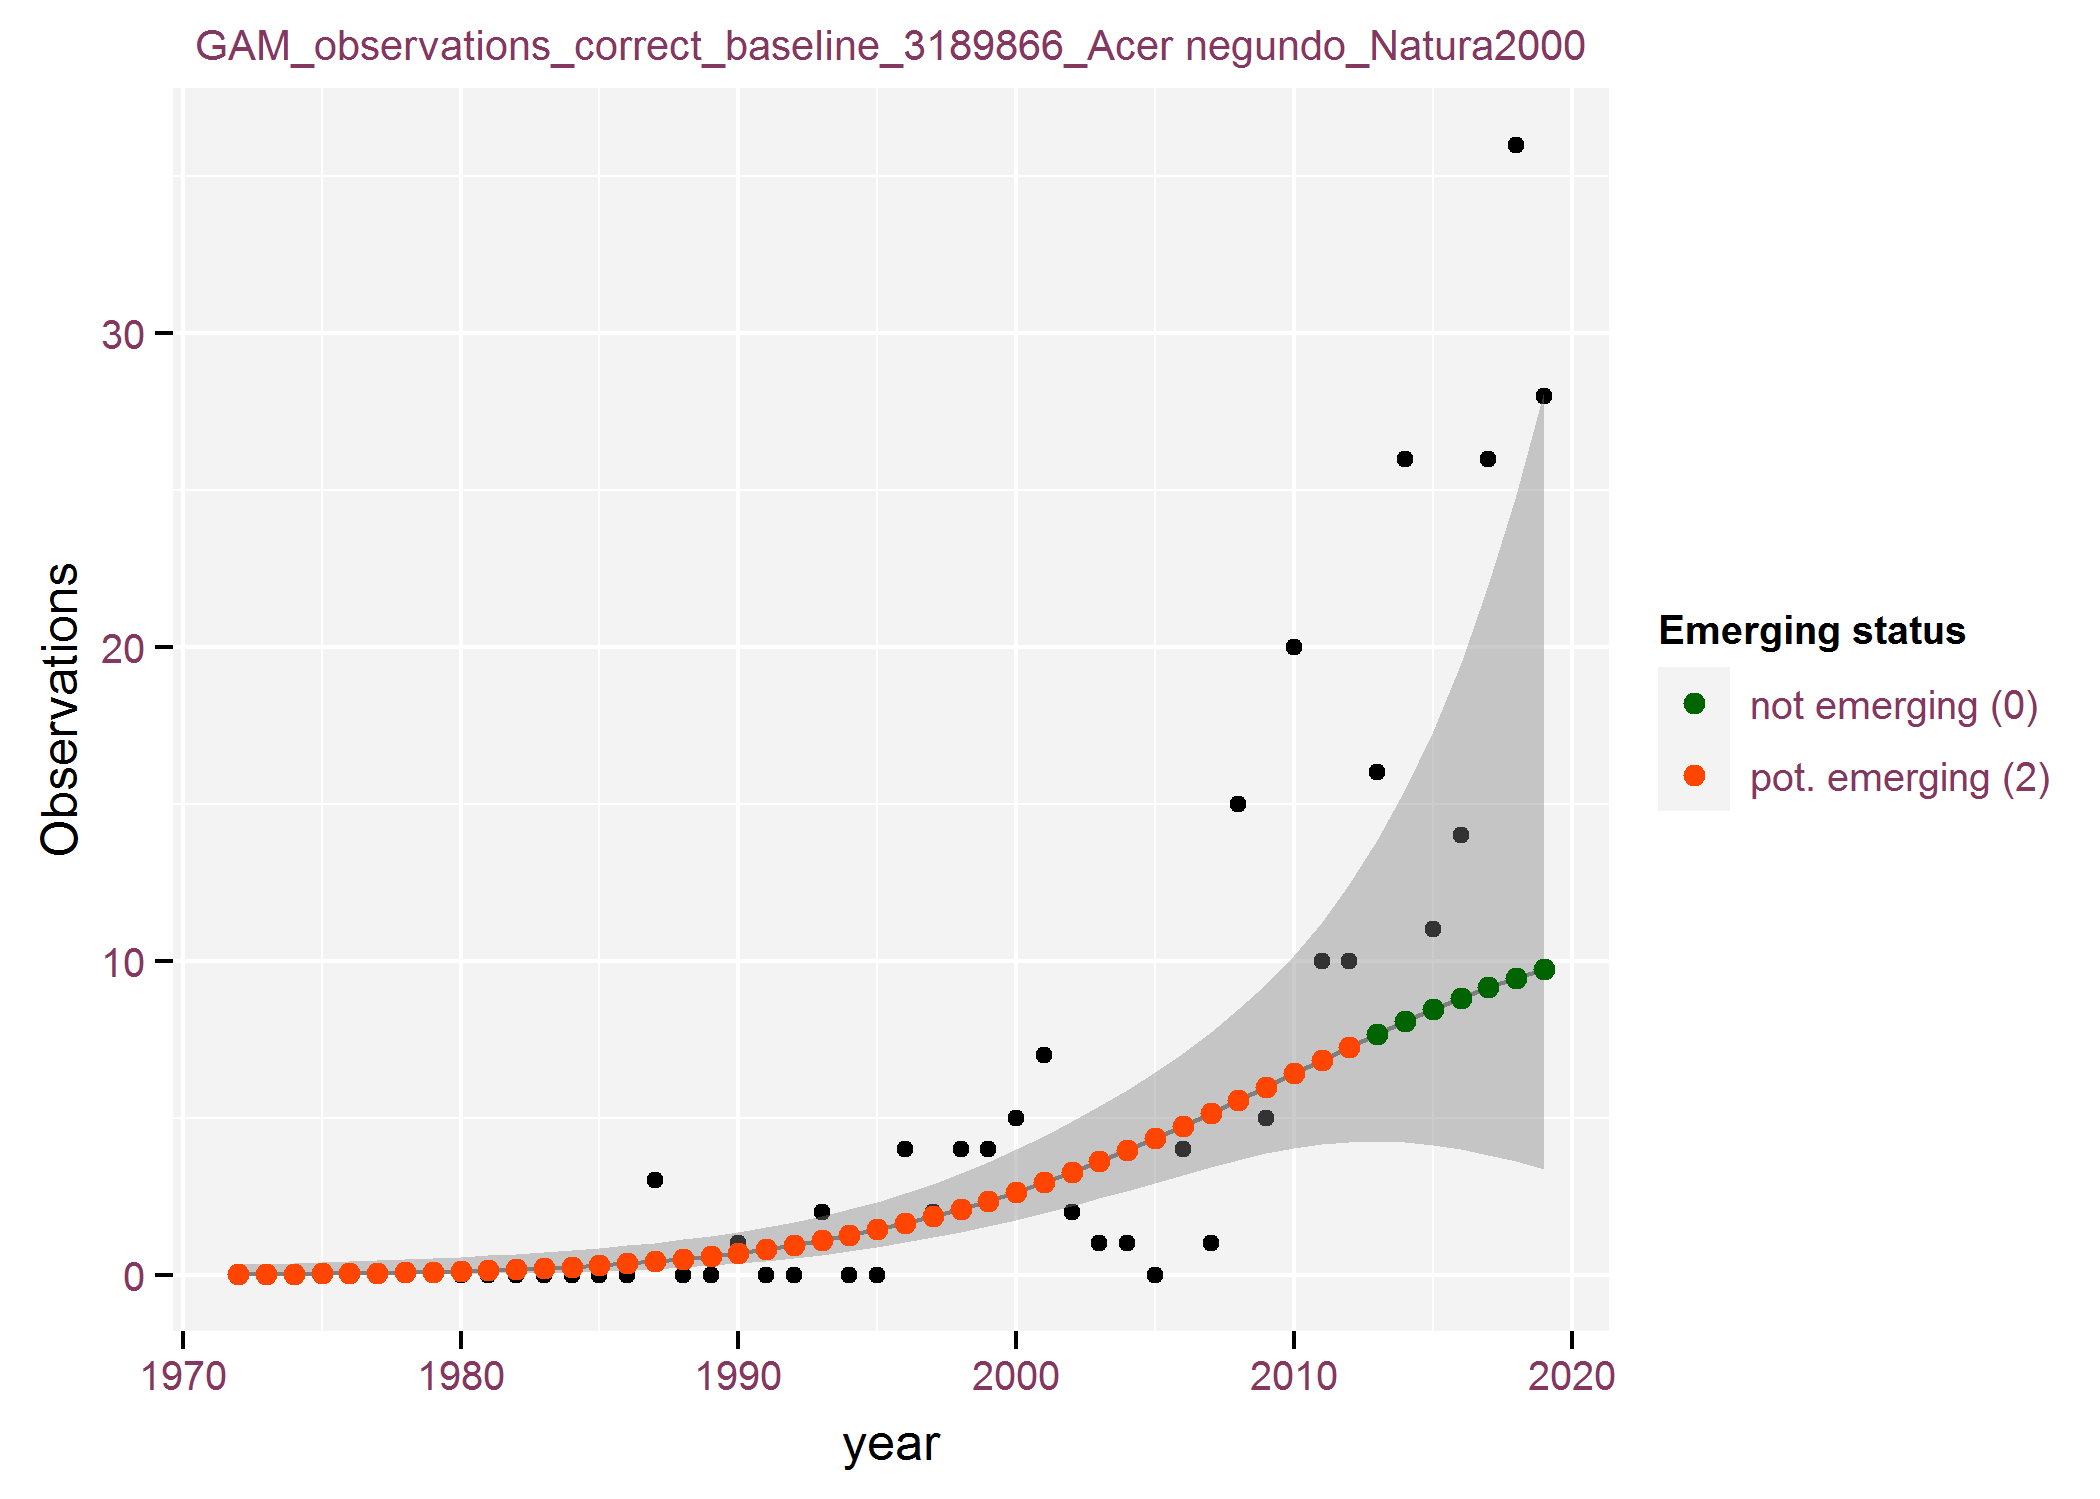 GAM_observations_correct_baseline_3189866_Acer negundo_Natura2000
Observations
30
20
10
0
1970 1980 1990 2000 2010 2020
year
Emerging status
not emerging (0)
pot. emerging (2)